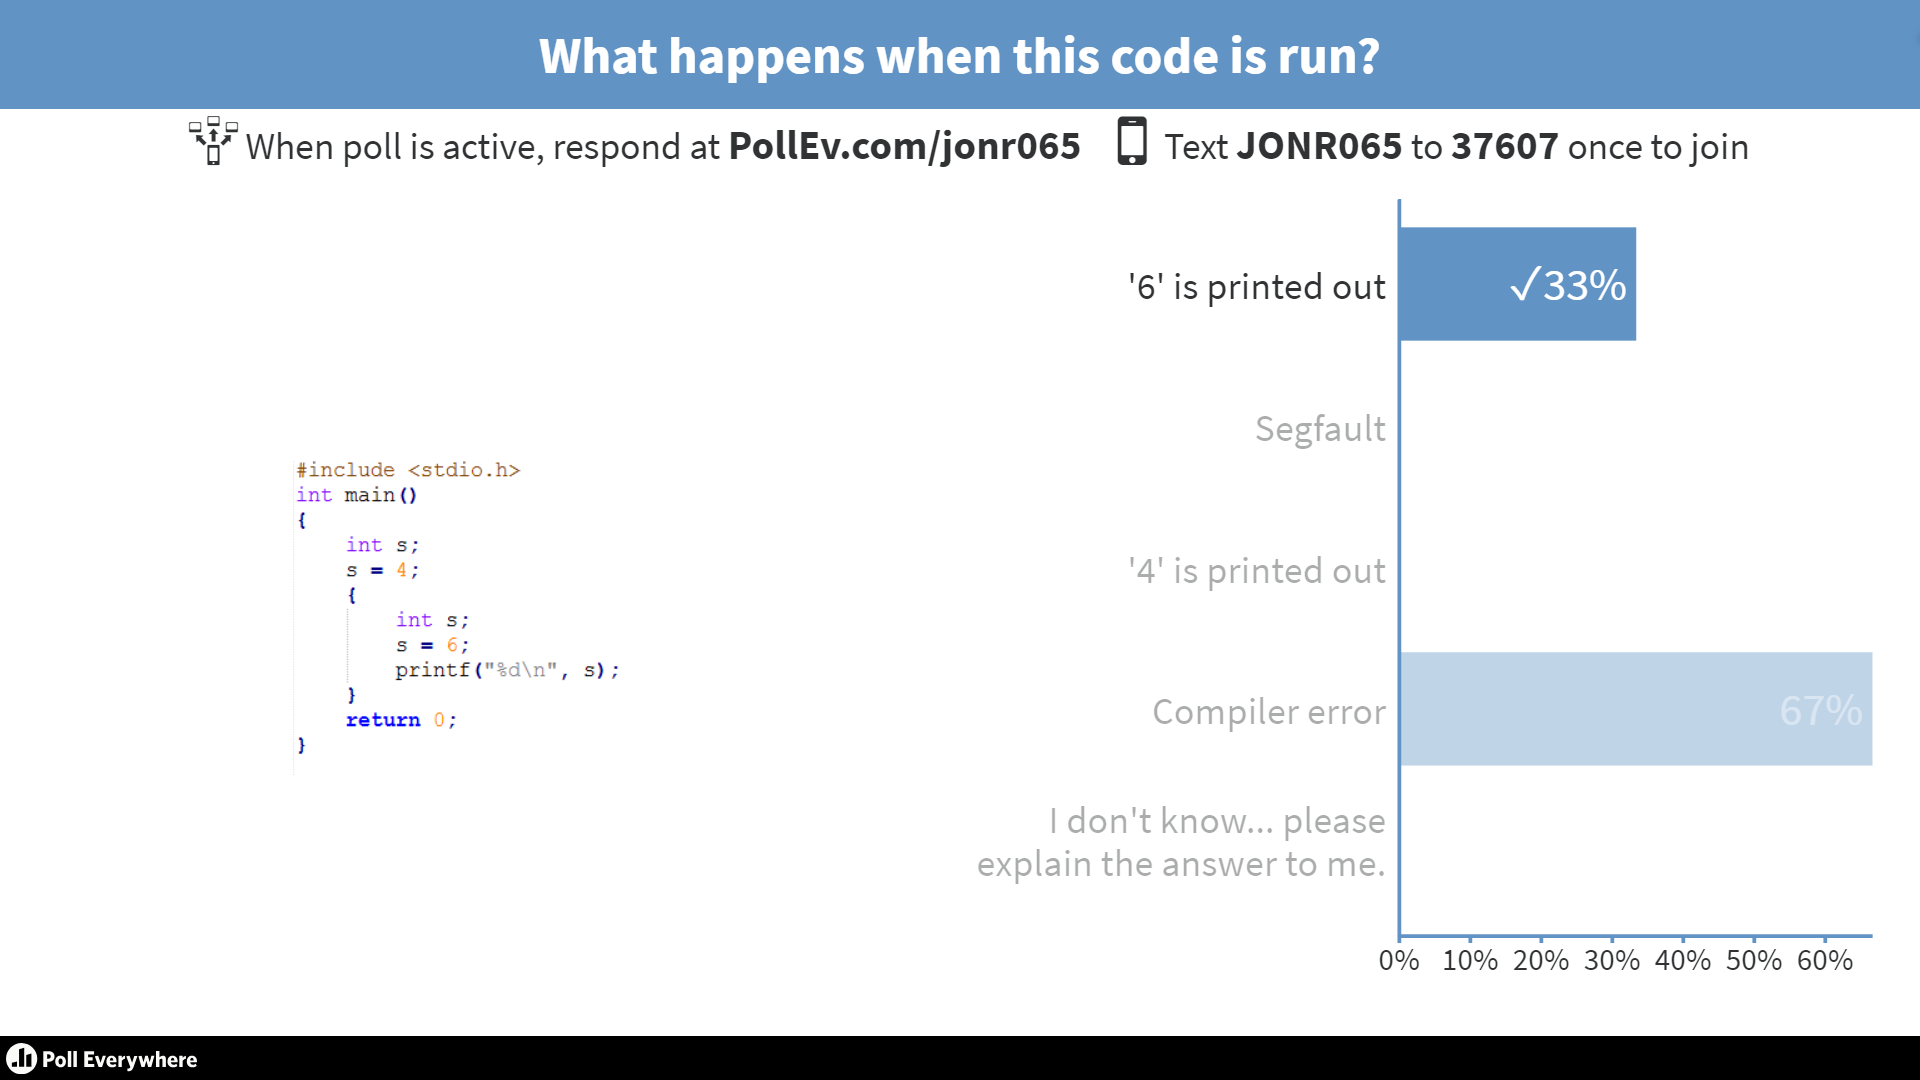 What happens when this code is run?
When poll is active, respond at PollEv.com/jonr065 Text JONR065 to 37607 once to join
#include <stdio.h>
int main()
{
    int s;
    s = 4;
    {
        int s;
        s = 6;
        printf("%d\n", s);
    }
    return 0;
}
'6' is printed out ✓33%
Segfault
'4' is printed out
Compiler error 67%
I don't know... please
explain the answer to me.
0% 10% 20% 30% 40% 50% 60%
Poll Everywhere